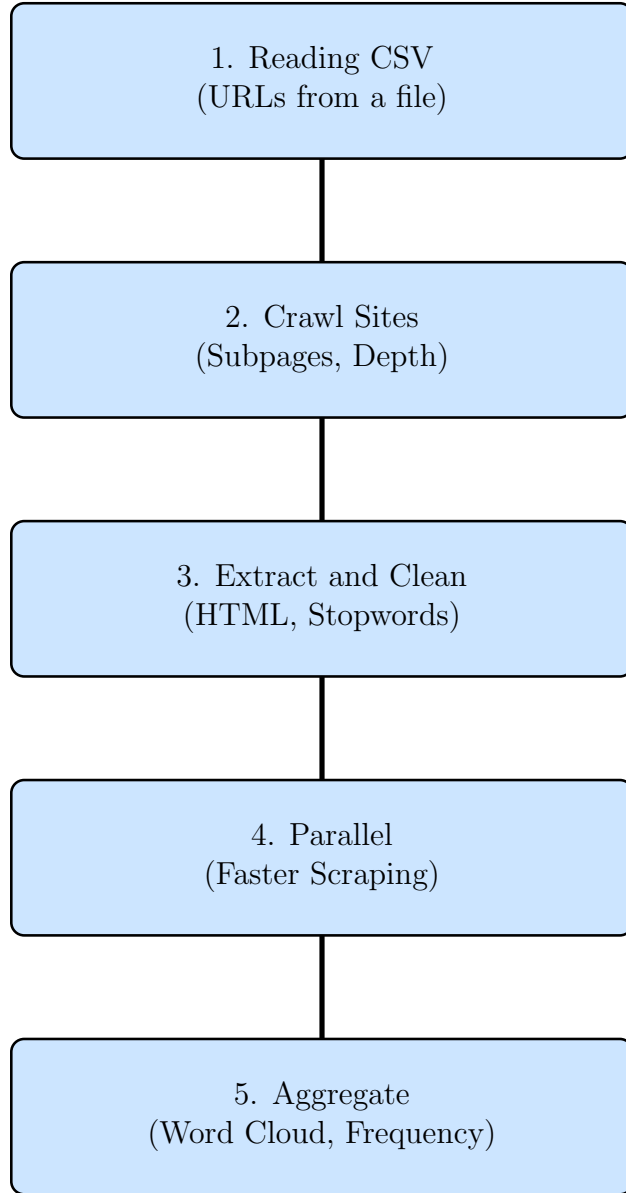 1. Reading CSV
(URLs from a file)
2. Crawl Sites
(Subpages, Depth)
3. Extract and Clean
(HTML, Stopwords)
4. Parallel
(Faster Scraping)
5. Aggregate
(Word Cloud, Frequency)